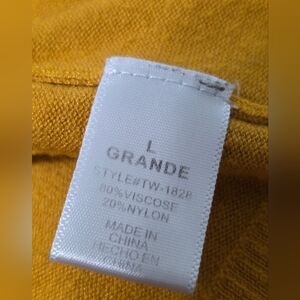 L
GRANDE
STYLE#TW-1828
80%VISCOSE
20%NYLON
MADE IN
CHINA
HECHO EN
CHINA